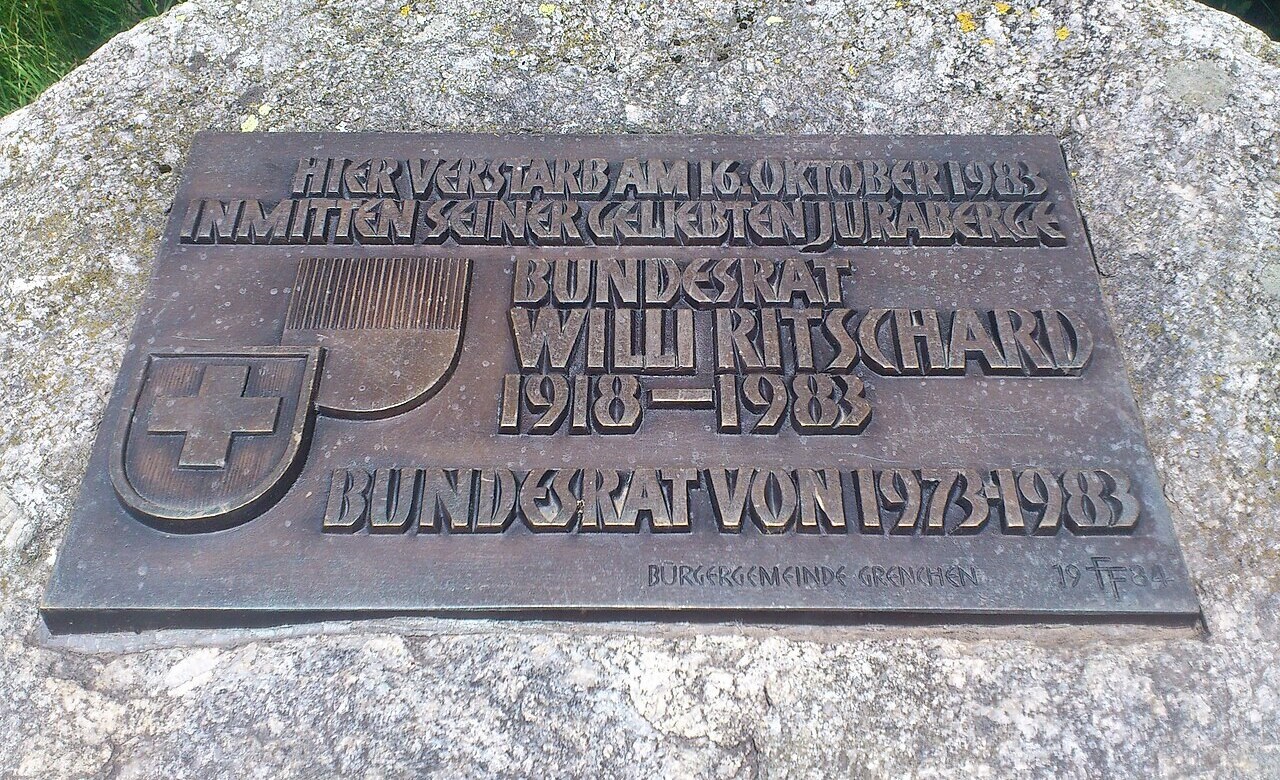 HIER VERSTARB AM 16. OKTOBER 1983
INMITTEN SEINER GELIEBTEN JURABERGE
BUNDESRAT
WILLI RITSCHARD
1918 – 1983
BUNDESRAT VON 1973-1983
BÜRGERGEMEINDE GRENCHEN 19 FF 84